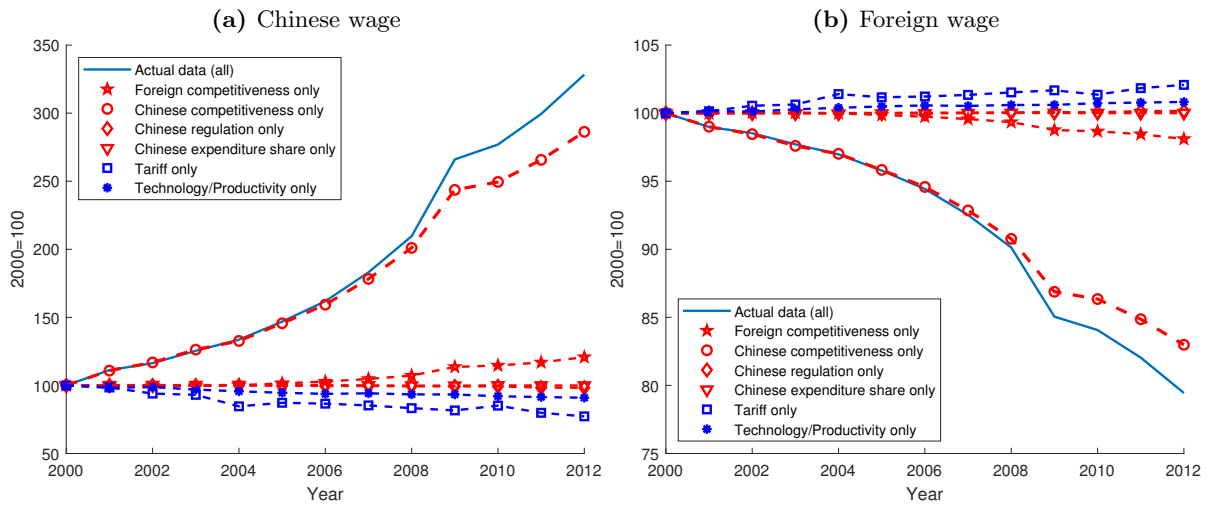 (a) Chinese wage
350
300
250
200
150
100
50
2000=100
Actual data (all)
Foreign competitiveness only
Chinese competitiveness only
Chinese regulation only
Chinese expenditure share only
Tariff only
Technology/Productivity only
2000 2002 2004 2006 2008 2010 2012
Year
(b) Foreign wage
105
100
95
90
85
80
75
2000=100
Actual data (all)
Foreign competitiveness only
Chinese competitiveness only
Chinese regulation only
Chinese expenditure share only
Tariff only
Technology/Productivity only
2000 2002 2004 2006 2008 2010 2012
Year